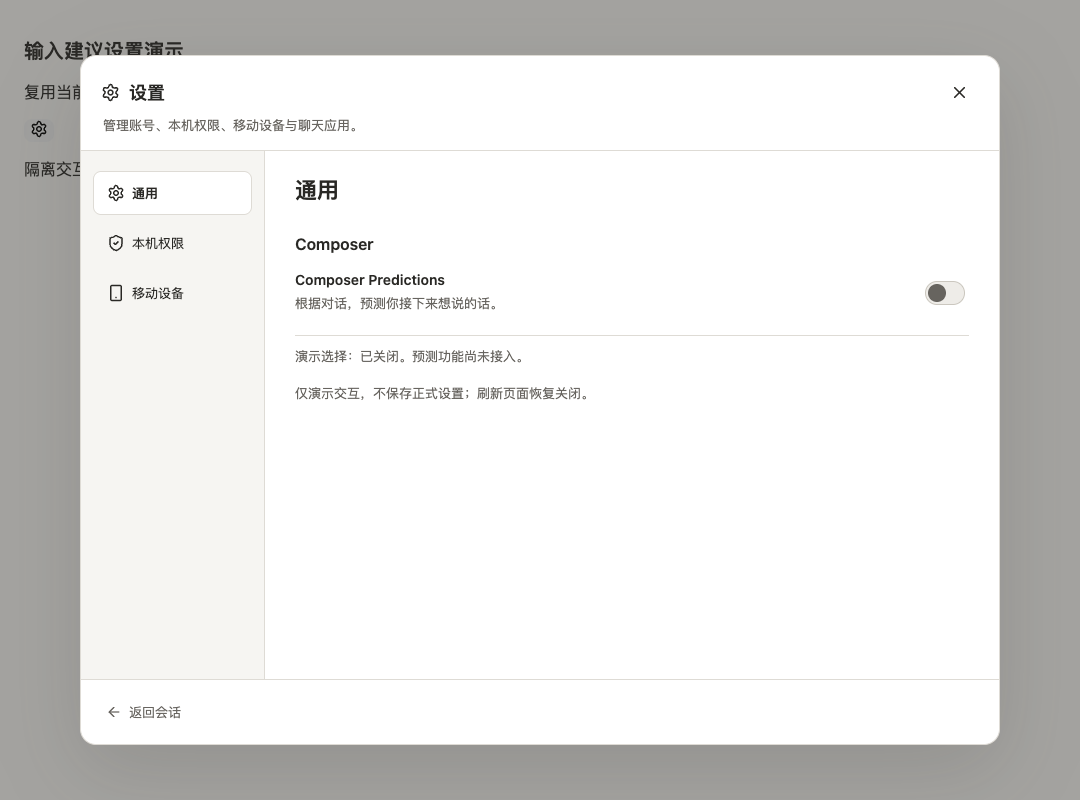 输入建议设置演示
复用当前
隔离交互
设置
管理账号、本机权限、移动设备与聊天应用。
通用
本机权限
移动设备
通用
Composer
Composer Predictions
根据对话，预测你接下来想说的话。
演示选择：已关闭。预测功能尚未接入。
仅演示交互，不保存正式设置；刷新页面恢复关闭。
返回会话